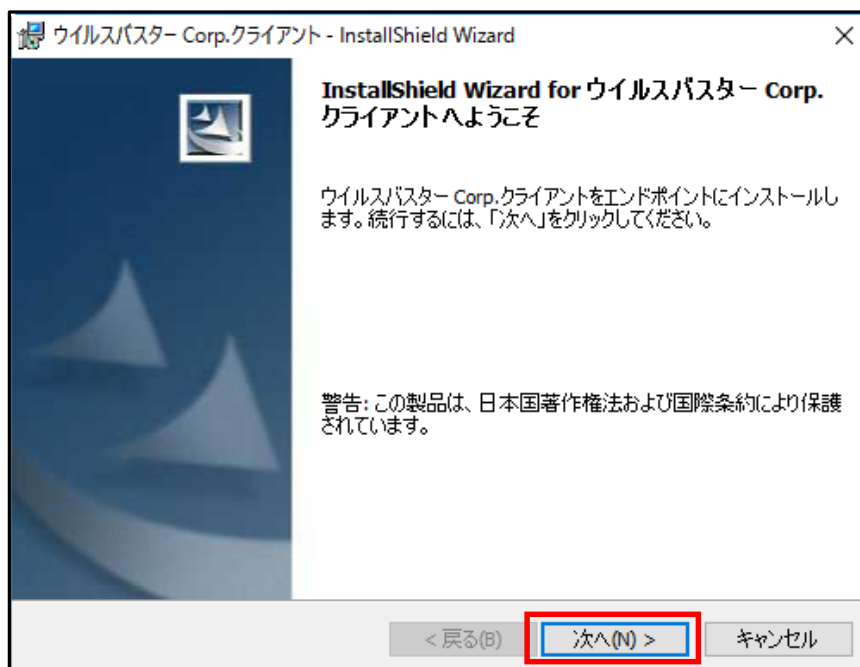 ウイルスバスター Corp.クライアント - InstallShield Wizard
InstallShield Wizard for ウイルスバスター Corp.
クライアントへようこそ
ウイルスバスター Corp.クライアントをエンドポイントにインストールし
ます。続行するには、「次へ」をクリックしてください。
警告: この製品は、日本国著作権法および国際条約により保護
されています。
< 戻る(B) 次へ(N) > キャンセル